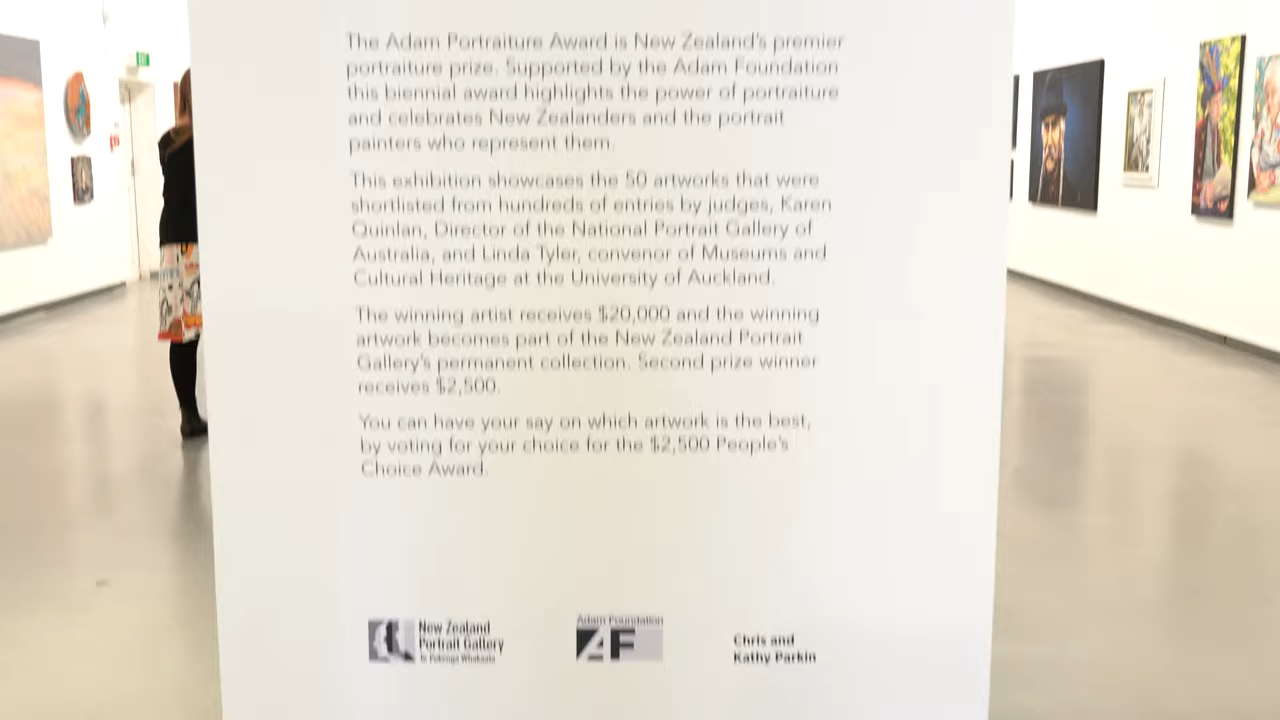 The Adam Portraiture Award is New Zealand's premier
portraiture prize. Supported by the Adam Foundation
this biennial award highlights the power of portraiture
and celebrates New Zealanders and the portrait
painters who represent them.
This exhibition showcases the 50 artworks that were
shortlisted from hundreds of entries by judges, Karen
Quinlan, Director of the National Portrait Gallery of
Australia, and Linda Tyler, convenor of Museums and
Cultural Heritage at the University of Auckland.
The winning artist receives $20,000 and the winning
artwork becomes part of the New Zealand Portrait
Gallery's permanent collection. Second prize winner
receives $2,500.
You can have your say on which artwork is the best,
by voting for your choice for the $2,500 People's
Choice Award.
New Zealand
Portrait Gallery
Te Pūkenga Whakaata
Adam Foundation
AF
Chris and
Kathy Parkin